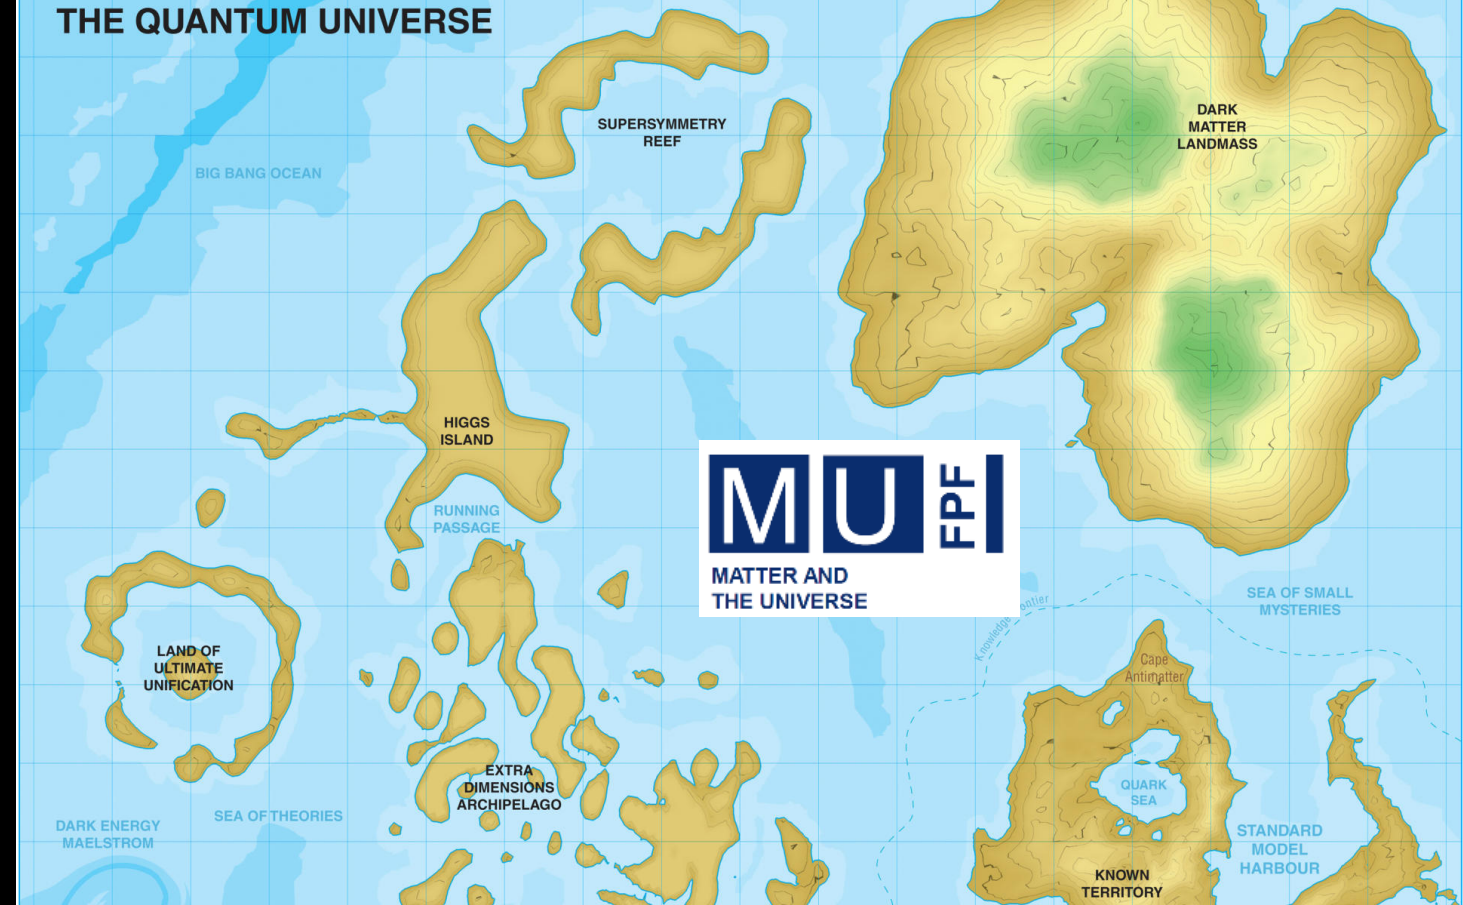 THE QUANTUM UNIVERSE
SUPERSYMMETRY
REEF
DARK
MATTER
LANDMASS
BIG BANG OCEAN
HIGGS
ISLAND
RUNNING
PASSAGE
MU FPF
MATTER AND
THE UNIVERSE
SEA OF SMALL
MYSTERIES
Knowledge
LAND OF
ULTIMATE
UNIFICATION
Cape
Antimatter
EXTRA
DIMENSIONS
ARCHIPELAGO
QUARK
SEA
SEA OF THEORIES
DARK ENERGY
MAELSTROM
STANDARD
MODEL
HARBOUR
KNOWN
TERRITORY